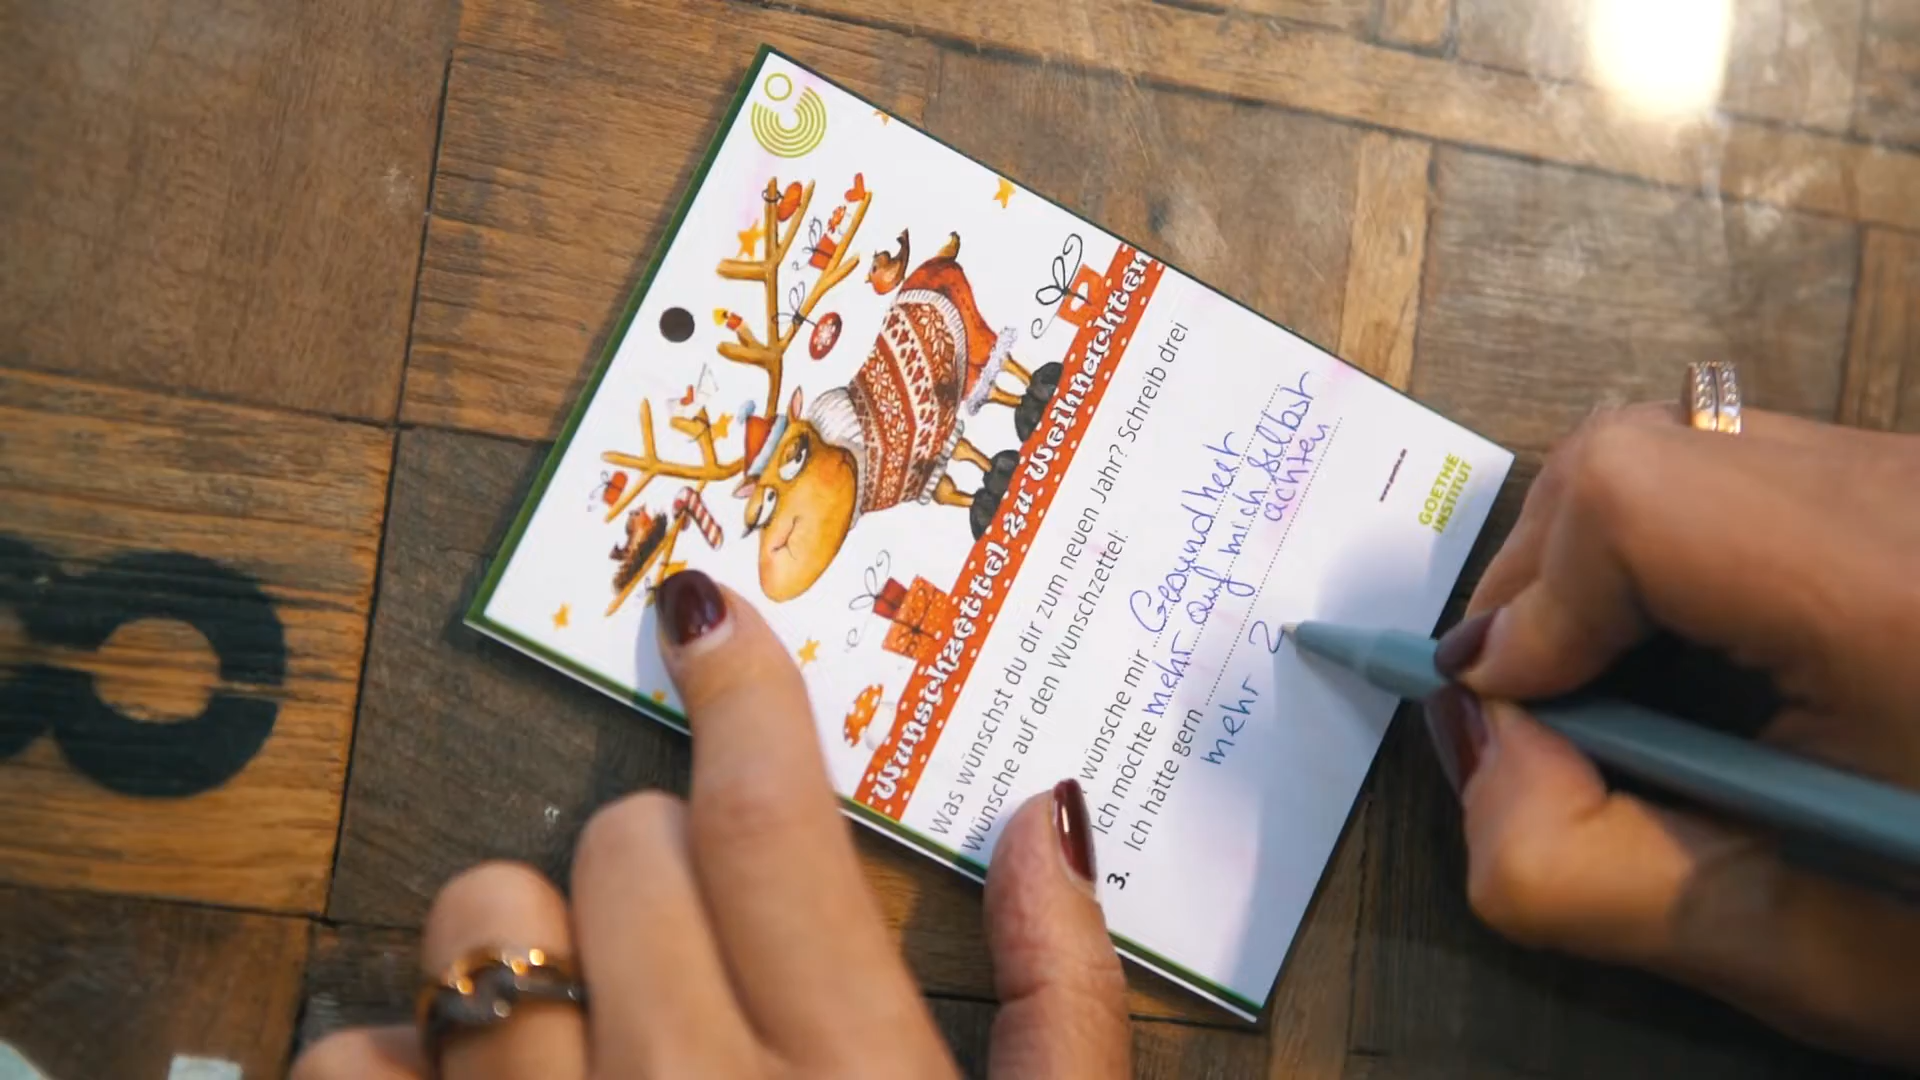 Wunschzettel zu Weihnachten
Was wünschst du dir zum neuen Jahr? Schreib drei
Wünsche auf den Wunschzettel:
wünsche mir Gesundheit
Ich möchte mehr auf mich selbst
achten
3. Ich hätte gern
mehr Z
GOETHE
INSTITUT
8